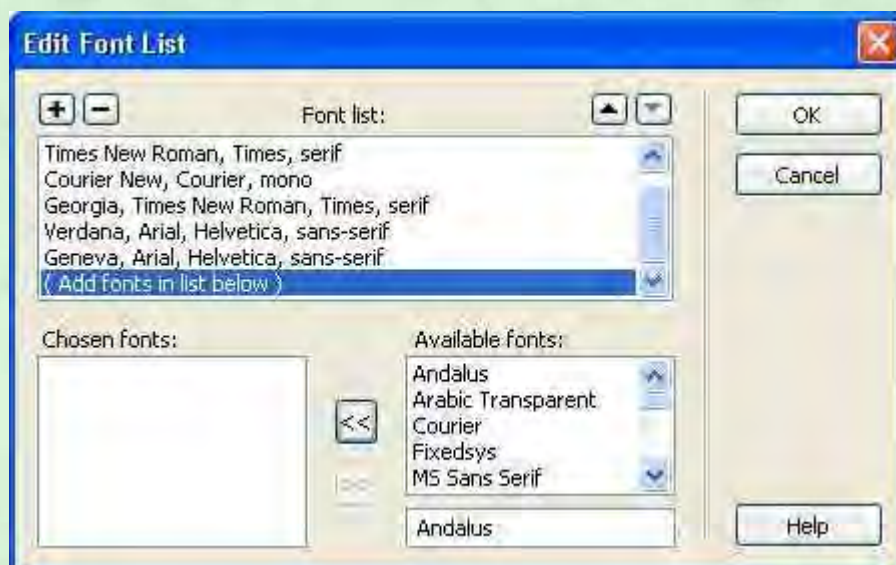 Edit Font List
+ -
Font list:
OK
Times New Roman, Times, serif
Courier New, Courier, mono
Georgia, Times New Roman, Times, serif
Verdana, Arial, Helvetica, sans-serif
Geneva, Arial, Helvetica, sans-serif
( Add fonts in list below )
Cancel
Chosen fonts:
<<
>>
Available fonts:
Andalus
Arabic Transparent
Courier
Fixedsys
MS Sans Serif
Andalus
Help